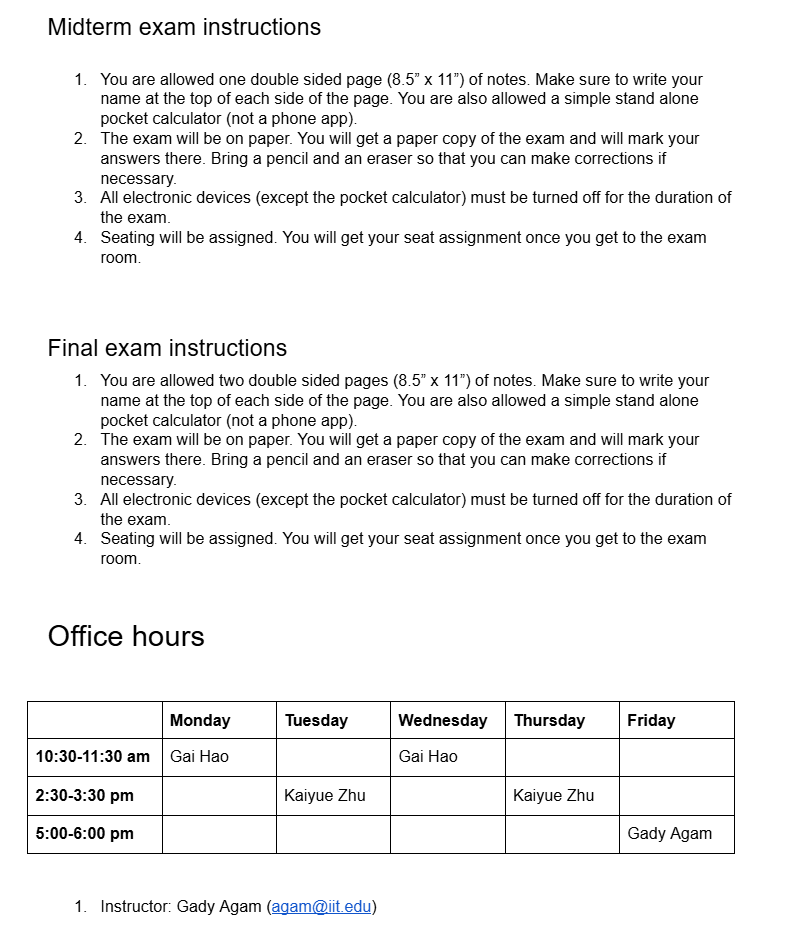 Midterm exam instructions
1. You are allowed one double sided page (8.5” x 11”) of notes. Make sure to write your
name at the top of each side of the page. You are also allowed a simple stand alone
pocket calculator (not a phone app).
2. The exam will be on paper. You will get a paper copy of the exam and will mark your
answers there. Bring a pencil and an eraser so that you can make corrections if
necessary.
3. All electronic devices (except the pocket calculator) must be turned off for the duration of
the exam.
4. Seating will be assigned. You will get your seat assignment once you get to the exam
room.
Final exam instructions
1. You are allowed two double sided pages (8.5” x 11”) of notes. Make sure to write your
name at the top of each side of the page. You are also allowed a simple stand alone
pocket calculator (not a phone app).
2. The exam will be on paper. You will get a paper copy of the exam and will mark your
answers there. Bring a pencil and an eraser so that you can make corrections if
necessary.
3. All electronic devices (except the pocket calculator) must be turned off for the duration of
the exam.
4. Seating will be assigned. You will get your seat assignment once you get to the exam
room.
Office hours
Monday Tuesday Wednesday Thursday Friday
10:30-11:30 am Gai Hao Gai Hao
2:30-3:30 pm Kaiyue Zhu Kaiyue Zhu
5:00-6:00 pm Gady Agam
1. Instructor: Gady Agam (agam@iit.edu)